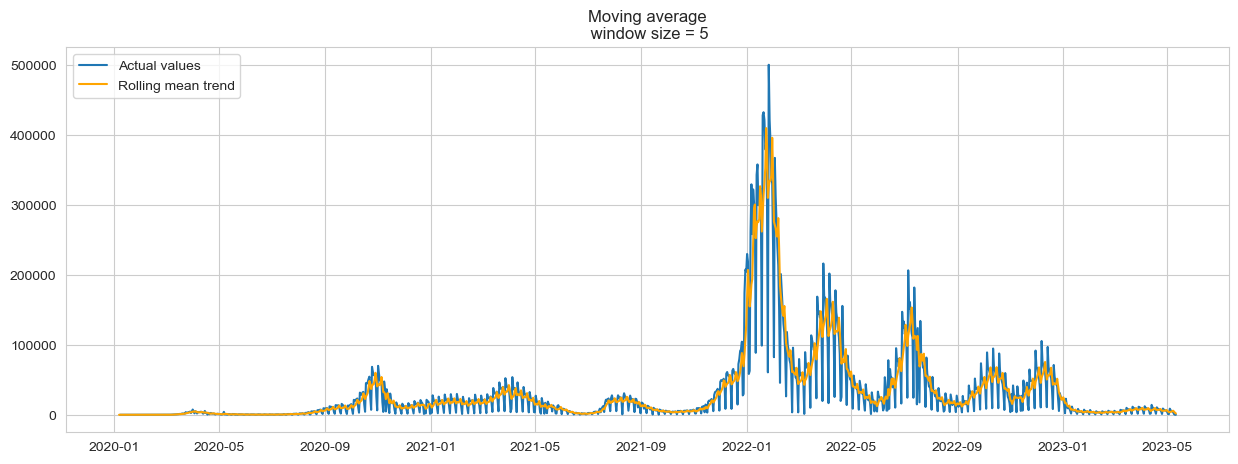 Moving average
window size = 5
Actual values
Rolling mean trend
500000
400000
300000
200000
100000
0
2020-01 2020-05 2020-09 2021-01 2021-05 2021-09 2022-01 2022-05 2022-09 2023-01 2023-05